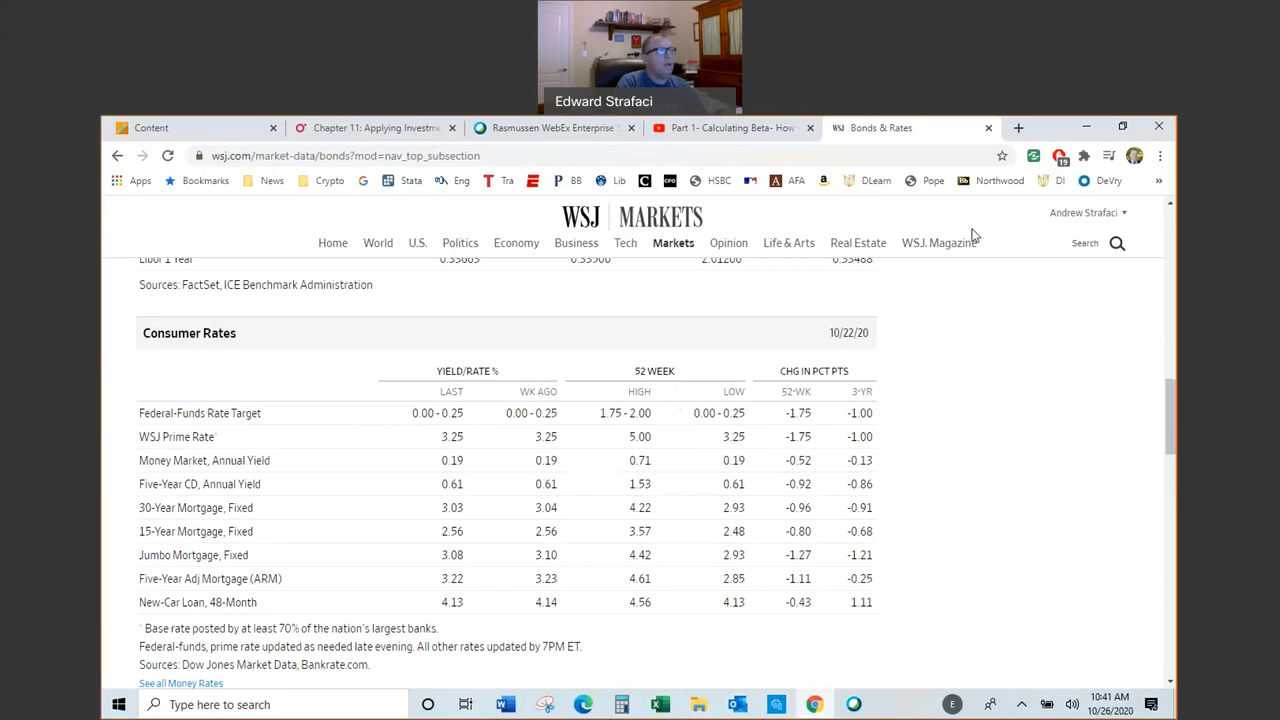 Edward Strafaci
Content
Chapter 11: Applying Investme
Rasmussen WebEx Enterprise S
Part 1- Calculating Beta- How
WSJ Bonds & Rates
wsj.com/market-data/bonds?mod=nav_top_subsection
19
Apps Bookmarks News Crypto Stata Eng Tra BB Lib HSBC AFA DLearn Pope Bb Northwood DI DeVry »
WSJ | MARKETS
Andrew Strafaci
Home World U.S. Politics Economy Business Tech Markets Opinion Life & Arts Real Estate WSJ. Magazine Search
Libor 1 Year 0.33663 0.33900 2.01200 0.33488
Sources: FactSet, ICE Benchmark Administration
Consumer Rates 10/22/20
YIELD/RATE % 52 WEEK CHG IN PCT PTS
LAST WK AGO HIGH LOW 52-WK 3-YR
Federal-Funds Rate Target 0.00 - 0.25 0.00 - 0.25 1.75 - 2.00 0.00 - 0.25 -1.75 -1.00
WSJ Prime Rate* 3.25 3.25 5.00 3.25 -1.75 -1.00
Money Market, Annual Yield 0.19 0.19 0.71 0.19 -0.52 -0.13
Five-Year CD, Annual Yield 0.61 0.61 1.53 0.61 -0.92 -0.86
30-Year Mortgage, Fixed 3.03 3.04 4.22 2.93 -0.96 -0.91
15-Year Mortgage, Fixed 2.56 2.56 3.57 2.48 -0.80 -0.68
Jumbo Mortgage, Fixed 3.08 3.10 4.42 2.93 -1.27 -1.21
Five-Year Adj Mortgage (ARM) 3.22 3.23 4.61 2.85 -1.11 -0.25
New-Car Loan, 48-Month 4.13 4.14 4.56 4.13 -0.43 1.11
* Base rate posted by at least 70% of the nation's largest banks.
Federal-funds, prime rate updated as needed late evening. All other rates updated by 7PM ET.
Sources: Dow Jones Market Data, Bankrate.com.
See all Money Rates
Type here to search
E
10:41 AM
10/26/2020